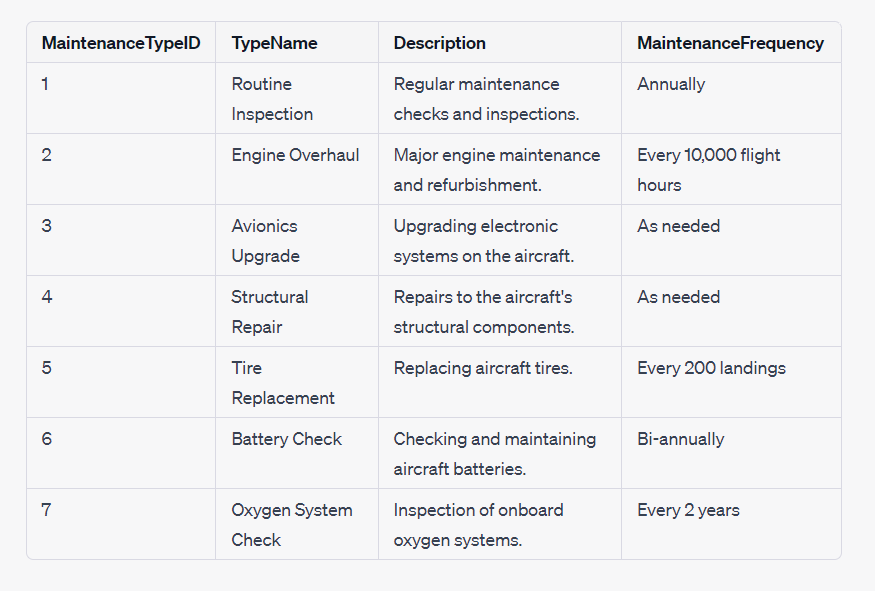 MaintenanceTypeID TypeName Description MaintenanceFrequency
1 Routine Regular maintenance Annually
Inspection checks and inspections.
2 Engine Overhaul Major engine maintenance Every 10,000 flight
and refurbishment. hours
3 Avionics Upgrading electronic As needed
Upgrade systems on the aircraft.
4 Structural Repairs to the aircraft's As needed
Repair structural components.
5 Tire Replacing aircraft tires. Every 200 landings
Replacement
6 Battery Check Checking and maintaining Bi-annually
aircraft batteries.
7 Oxygen System Inspection of onboard Every 2 years
Check oxygen systems.